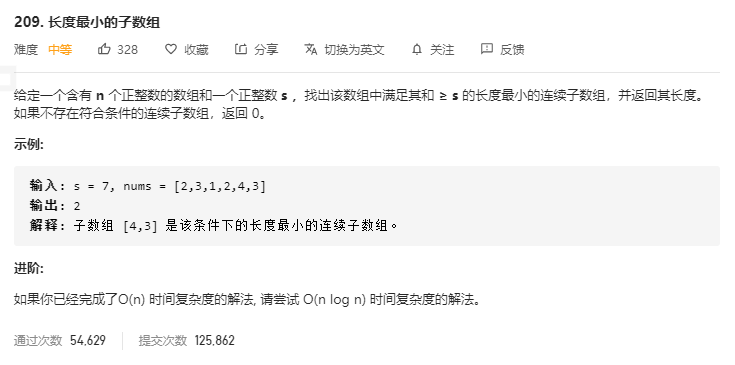 209. 长度最小的子数组
难度 中等 328 收藏 分享 切换为英文 关注 反馈
给定一个含有 n 个正整数的数组和一个正整数 s ，找出该数组中满足其和 ≥ s 的长度最小的连续子数组，并返回其长度。
如果不存在符合条件的连续子数组，返回 0。
示例:
输入: s = 7, nums = [2,3,1,2,4,3]
输出: 2
解释: 子数组 [4,3] 是该条件下的长度最小的连续子数组。
进阶:
如果你已经完成了O(n) 时间复杂度的解法, 请尝试 O(n log n) 时间复杂度的解法。
通过次数 54,629 提交次数 125,862